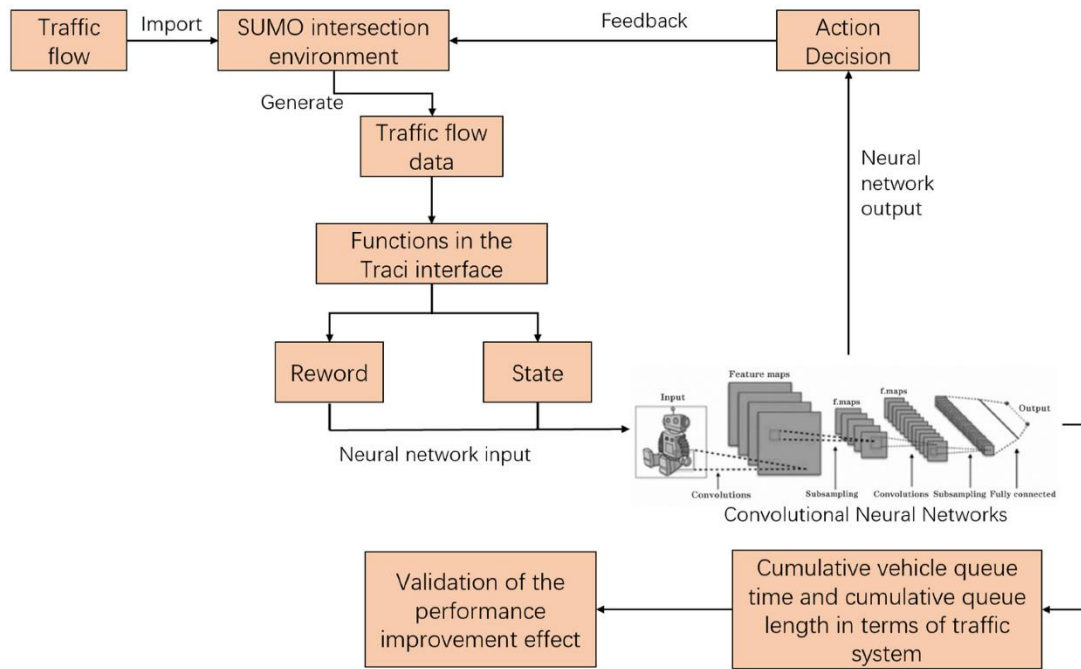 Traffic
flow
Import
SUMO intersection
environment
Feedback
Action
Decision
Generate
Traffic flow
data
Neural
network
output
Functions in the
Traci interface
Reword
State
Neural network input
Input
Feature maps
f.maps
f.maps
Output
Convolutions
Subsampling
Convolutions
Subsampling
Fully connected
Convolutional Neural Networks
Validation of the
performance
improvement effect
Cumulative vehicle queue
time and cumulative queue
length in terms of traffic
system